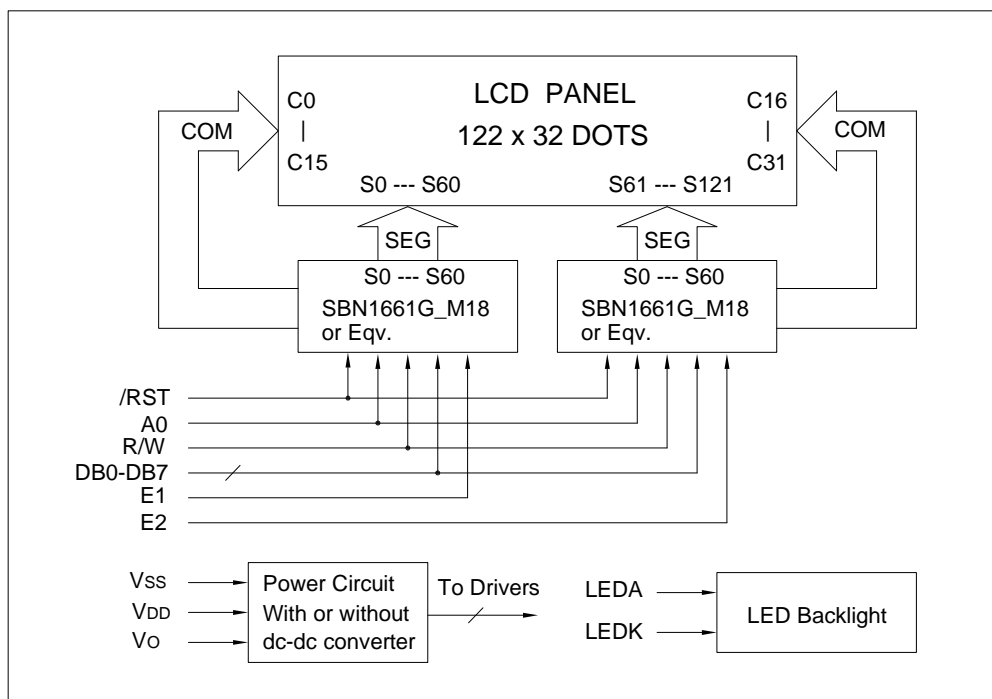 LCD PANEL
122 x 32 DOTS
C0
|
C15
C16
|
C31
COM
COM
S0 --- S60
S61 --- S121
SEG
SEG
S0 --- S60
SBN1661G_M18
or Eqv.
S0 --- S60
SBN1661G_M18
or Eqv.
/RST
A0
R/W
DB0-DB7
E1
E2
VSS
VDD
VO
Power Circuit
With or without
dc-dc converter
To Drivers
LEDA
LEDK
LED Backlight